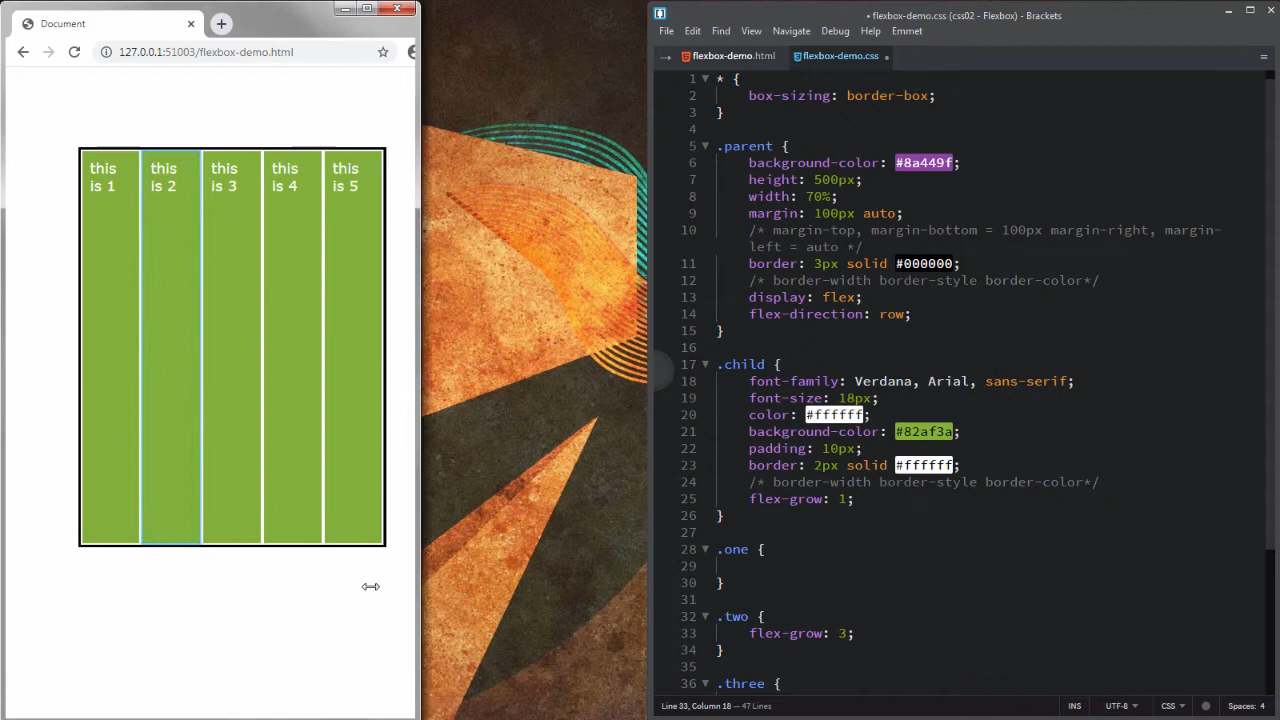 Document
127.0.0.1:51003/flexbox-demo.html
this
is 1
this
is 2
this
is 3
this
is 4
this
is 5
• flexbox-demo.css (css02 - Flexbox) - Brackets
File Edit Find View Navigate Debug Help Emmet
flexbox-demo.html flexbox-demo.css
1 * {
2 box-sizing: border-box;
3 }
4
5 .parent {
6 background-color: #8a449f;
7 height: 500px;
8 width: 70%;
9 margin: 100px auto;
10 /* margin-top, margin-bottom = 100px margin-right, margin-
left = auto */
11 border: 3px solid #000000;
12 /* border-width border-style border-color*/
13 display: flex;
14 flex-direction: row;
15 }
16
17 .child {
18 font-family: Verdana, Arial, sans-serif;
19 font-size: 18px;
20 color: #ffffff;
21 background-color: #82af3a;
22 padding: 10px;
23 border: 2px solid #ffffff;
24 /* border-width border-style border-color*/
25 flex-grow: 1;
26 }
27
28 .one {
29
30 }
31
32 .two {
33 flex-grow: 3;
34 }
35
36 .three {
Line 33, Column 18 — 47 Lines
INS UTF-8 CSS Spaces: 4